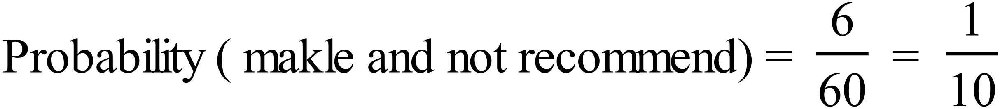 Probability ( makle and not recommend) = 6/60 = 1/10